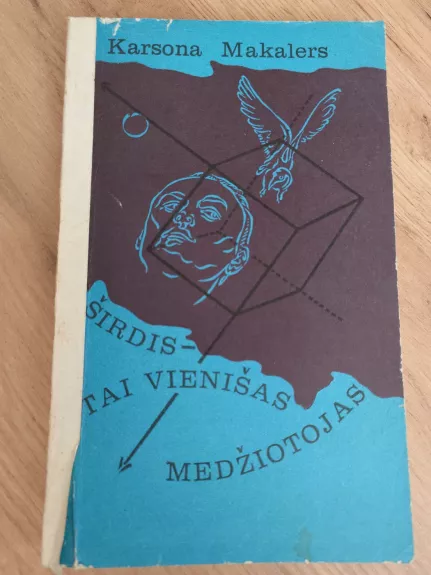 Karsona Makalers
ŠIRDIS–
TAI VIENIŠAS
MEDŽIOTOJAS